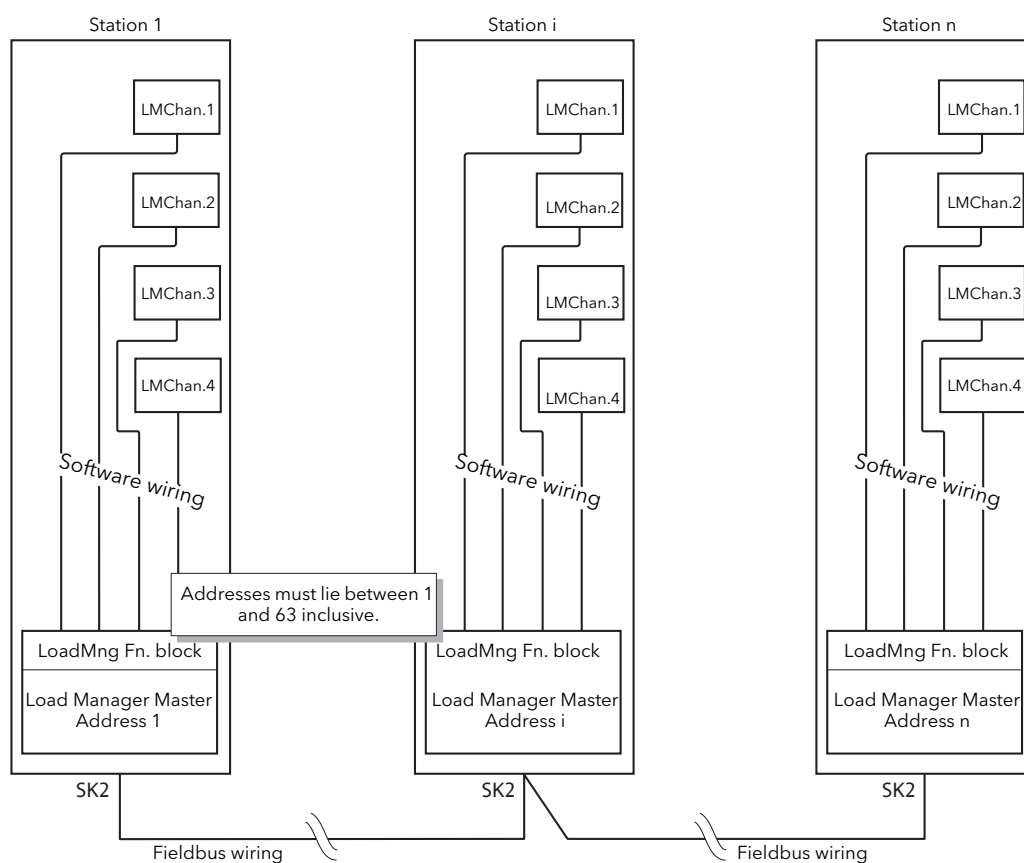 Station 1
LMChan.1
LMChan.2
LMChan.3
LMChan.4
Software wiring
LoadMng Fn. block
Load Manager Master
Address 1
SK2
Station i
LMChan.1
LMChan.2
LMChan.3
LMChan.4
Software wiring
LoadMng Fn. block
Load Manager Master
Address i
SK2
Station n
LMChan.1
LMChan.2
LMChan.3
LMChan.4
Software wiring
LoadMng Fn. block
Load Manager Master
Address n
SK2
Addresses must lie between 1
and 63 inclusive.
Fieldbus wiring
Fieldbus wiring